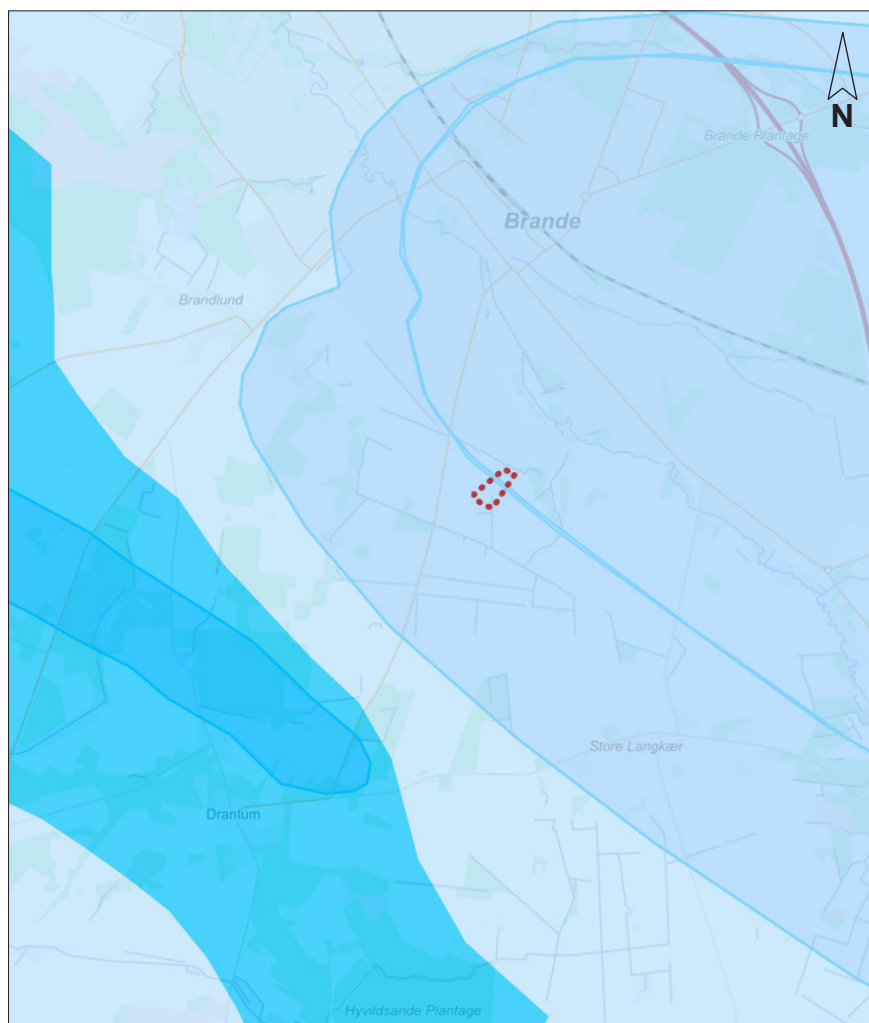 N
Brande Plantage
Brande
Brandlund
Store Langkær
Drantum
Hyvildsande Plantage